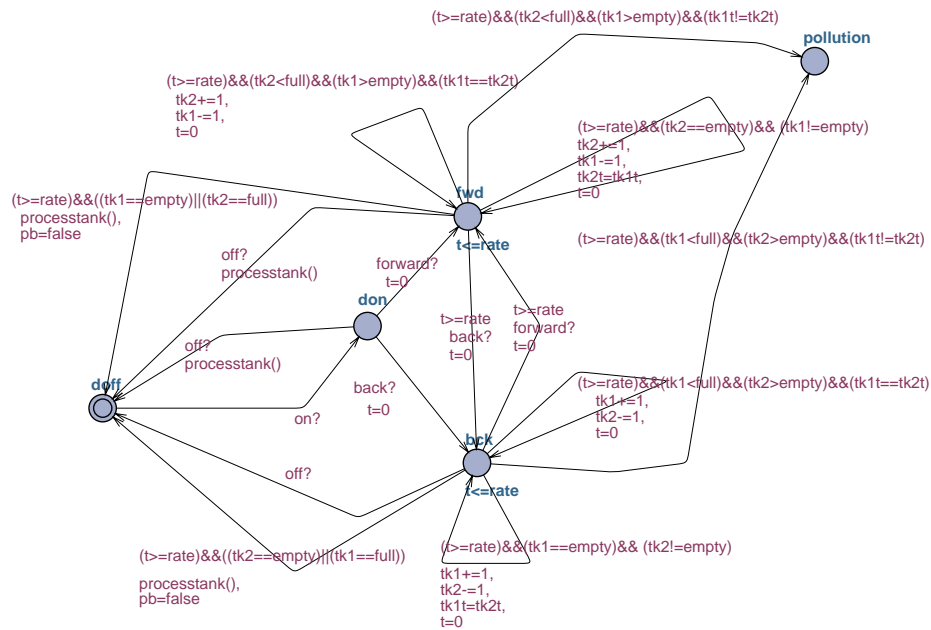 (t>=rate)&&(tk2<full)&&(tk1>empty)&&(tk1t!=tk2t)
pollution
(t>=rate)&&(tk2<full)&&(tk1>empty)&&(tk1t==tk2t)
tk2+=1,
tk1-=1,
t=0
(t>=rate)&&(tk2==empty)&& (tk1!=empty)
tk2+=1,
tk1-=1,
tk2t=tk1t,
t=0
fwd
t<=rate
(t>=rate)&&((tk1==empty)||(tk2==full))
processtank(),
pb=false
(t>=rate)&&(tk1<full)&&(tk2>empty)&&(tk1t!=tk2t)
off?
processtank()
forward?
t=0
don
t>=rate
back?
t=0
t>=rate
forward?
t=0
off?
processtank()
doff
back?
t=0
on?
(t>=rate)&&(tk1<full)&&(tk2>empty)&&(tk1t==tk2t)
tk1+=1,
tk2-=1,
t=0
bck
t<=rate
off?
(t>=rate)&&((tk2==empty)||(tk1==full))
processtank(),
pb=false
(t>=rate)&&(tk1==empty)&& (tk2!=empty)
tk1+=1,
tk2-=1,
tk1t=tk2t,
t=0